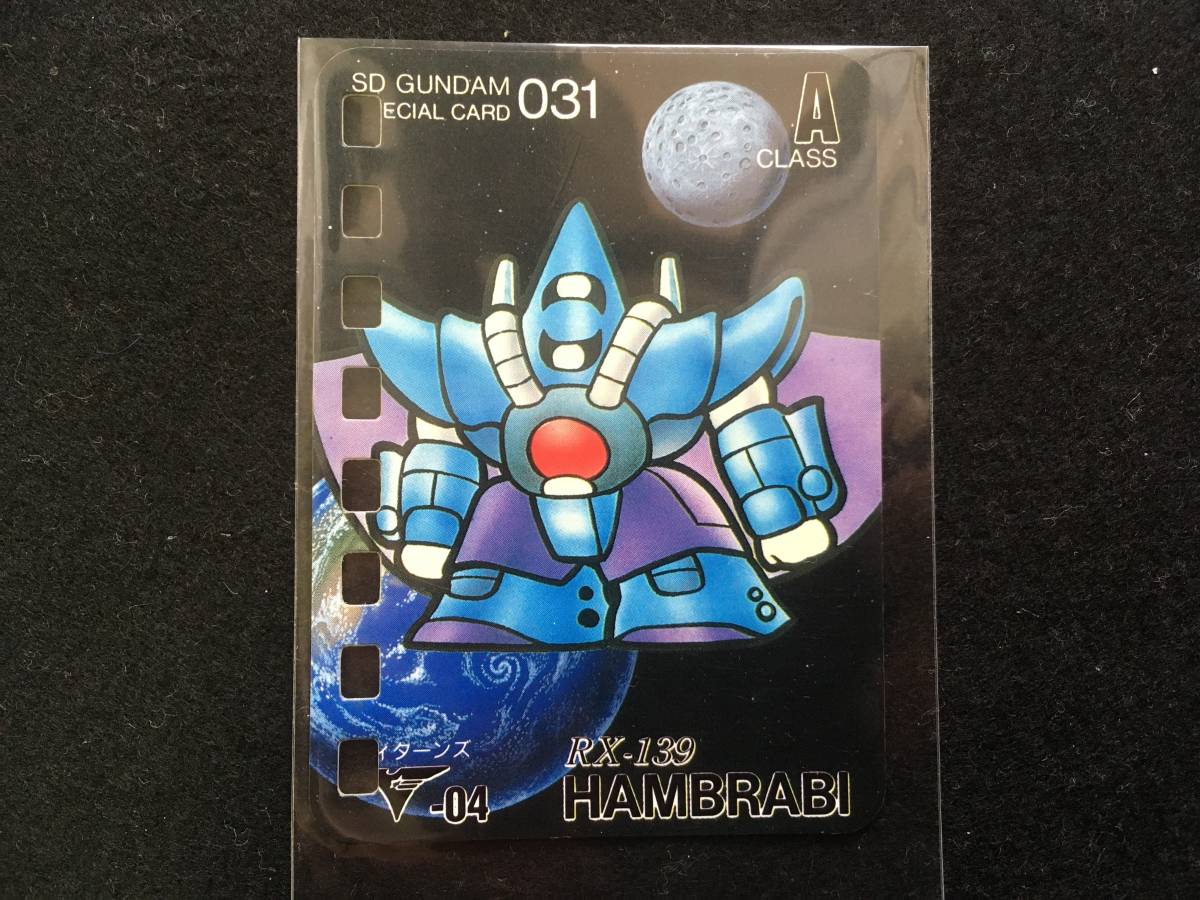 SD GUNDAM
ECIAL CARD 031
A
CLASS
ィターンズ
-04
RX-139
HAMBRABI